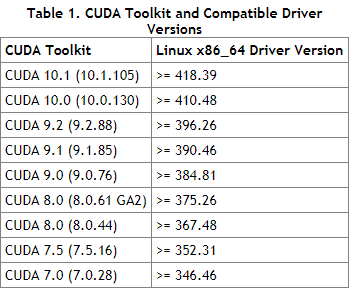 Table 1. CUDA Toolkit and Compatible Driver
Versions
CUDA Toolkit Linux x86_64 Driver Version
CUDA 10.1 (10.1.105) >= 418.39
CUDA 10.0 (10.0.130) >= 410.48
CUDA 9.2 (9.2.88) >= 396.26
CUDA 9.1 (9.1.85) >= 390.46
CUDA 9.0 (9.0.76) >= 384.81
CUDA 8.0 (8.0.61 GA2) >= 375.26
CUDA 8.0 (8.0.44) >= 367.48
CUDA 7.5 (7.5.16) >= 352.31
CUDA 7.0 (7.0.28) >= 346.46